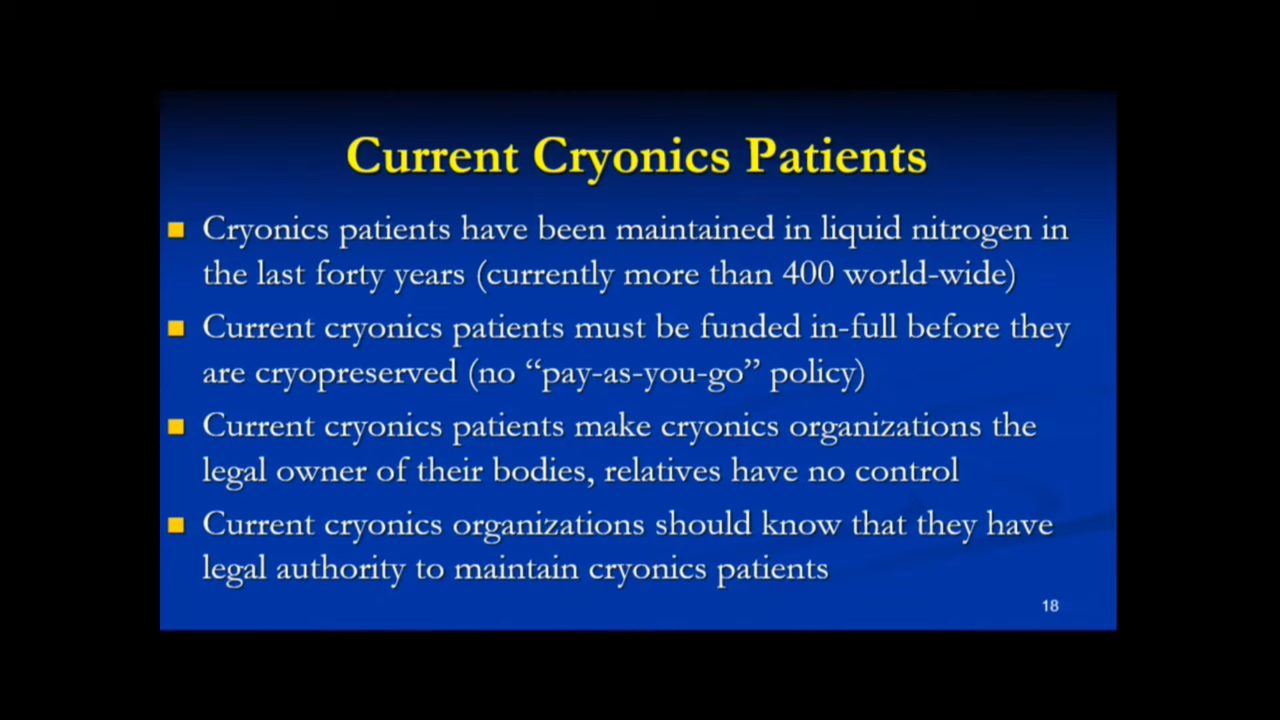 Current Cryonics Patients
Cryonics patients have been maintained in liquid nitrogen in
the last forty years (currently more than 400 world-wide)
Current cryonics patients must be funded in-full before they
are cryopreserved (no “pay-as-you-go” policy)
Current cryonics patients make cryonics organizations the
legal owner of their bodies, relatives have no control
Current cryonics organizations should know that they have
legal authority to maintain cryonics patients
18